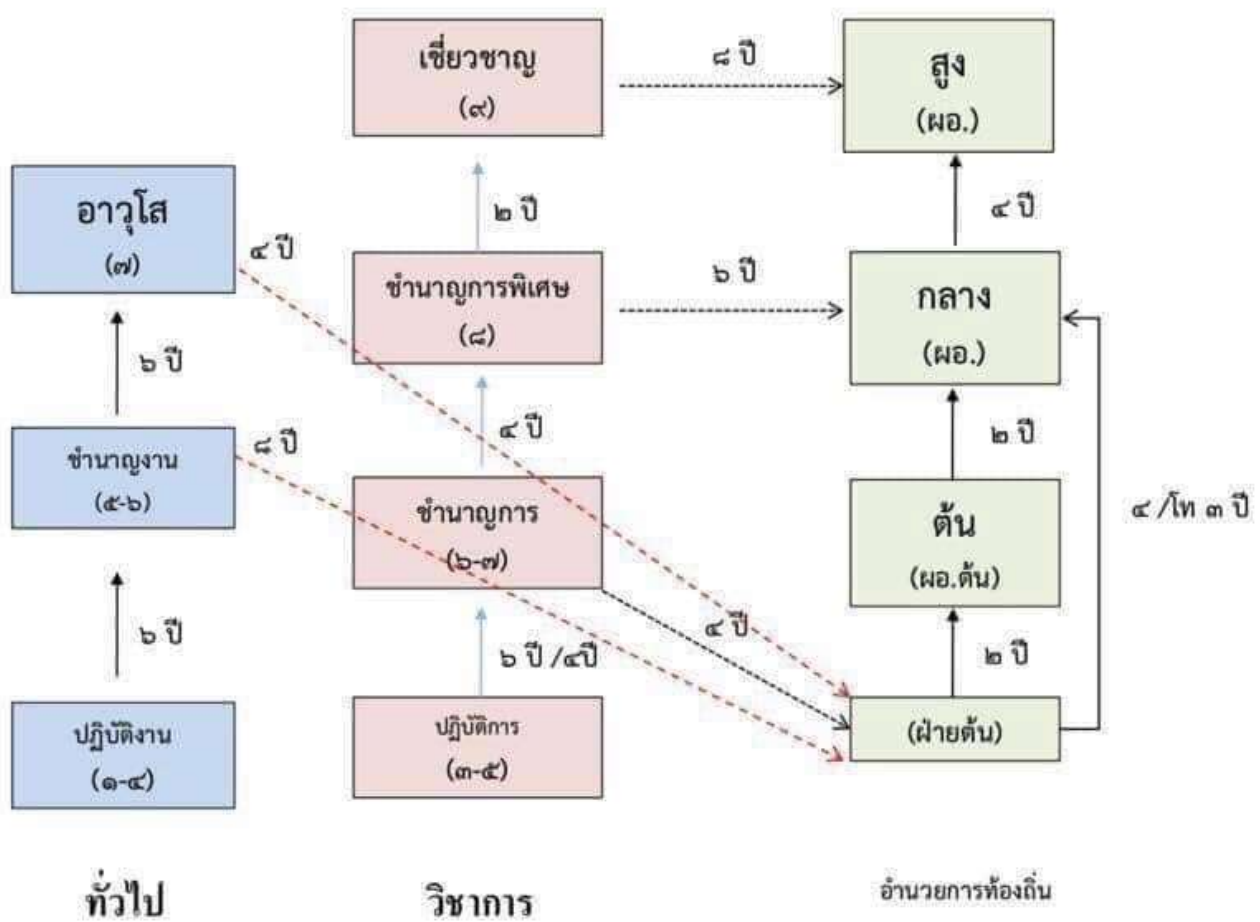 เชี่ยวชาญ
(๙)
๘ ปี
สูง
(ผอ.)
๒ ปี
๔ ปี
อาวุโส
(๗)
๔ ปี
ชำนาญการพิเศษ
(๘)
๖ ปี
กลาง
(ผอ.)
๖ ปี
๔ ปี
๒ ปี
ชำนาญงาน
(๕-๖)
๘ ปี
ชำนาญการ
(๖-๗)
ต้น
(ผอ.ต้น)
๔ /โท ๓ ปี
๖ ปี
๖ ปี /๔ปี
๔ ปี
๒ ปี
ปฏิบัติงาน
(๑-๔)
ปฏิบัติการ
(๓-๕)
(ฝ่ายต้น)
ทั่วไป
วิชาการ
อำนวยการท้องถิ่น